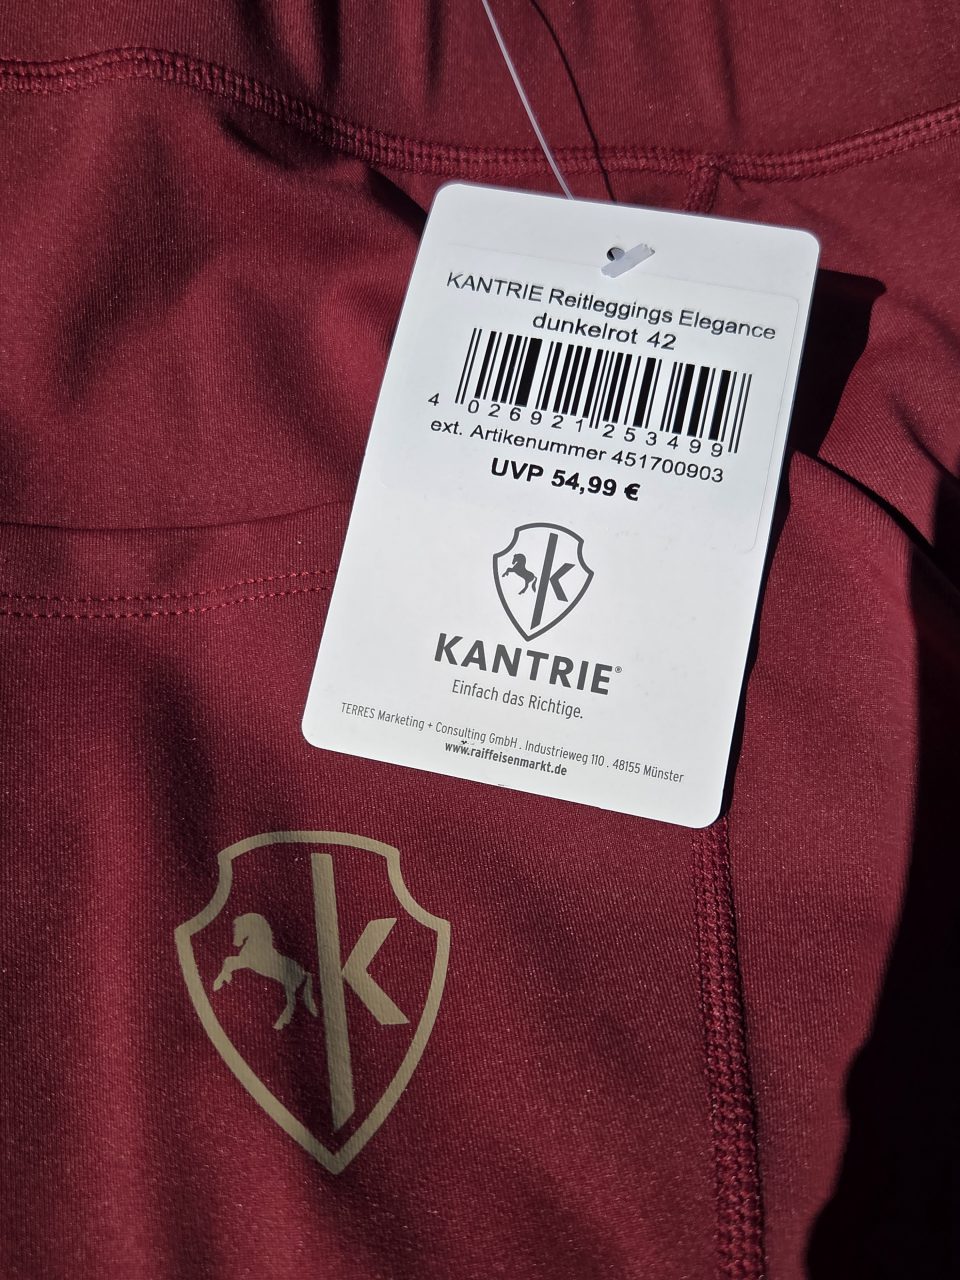 KANTRIE Reitleggings Elegance
dunkelrot 42
4 026921 253499
ext. Artikenummer 451700903
UVP 54,99 €
K
KANTRIE®
Einfach das Richtige.
TERRES Marketing + Consulting GmbH . Industrieweg 110 . 48155 Münster
www.raiffeisenmarkt.de
K